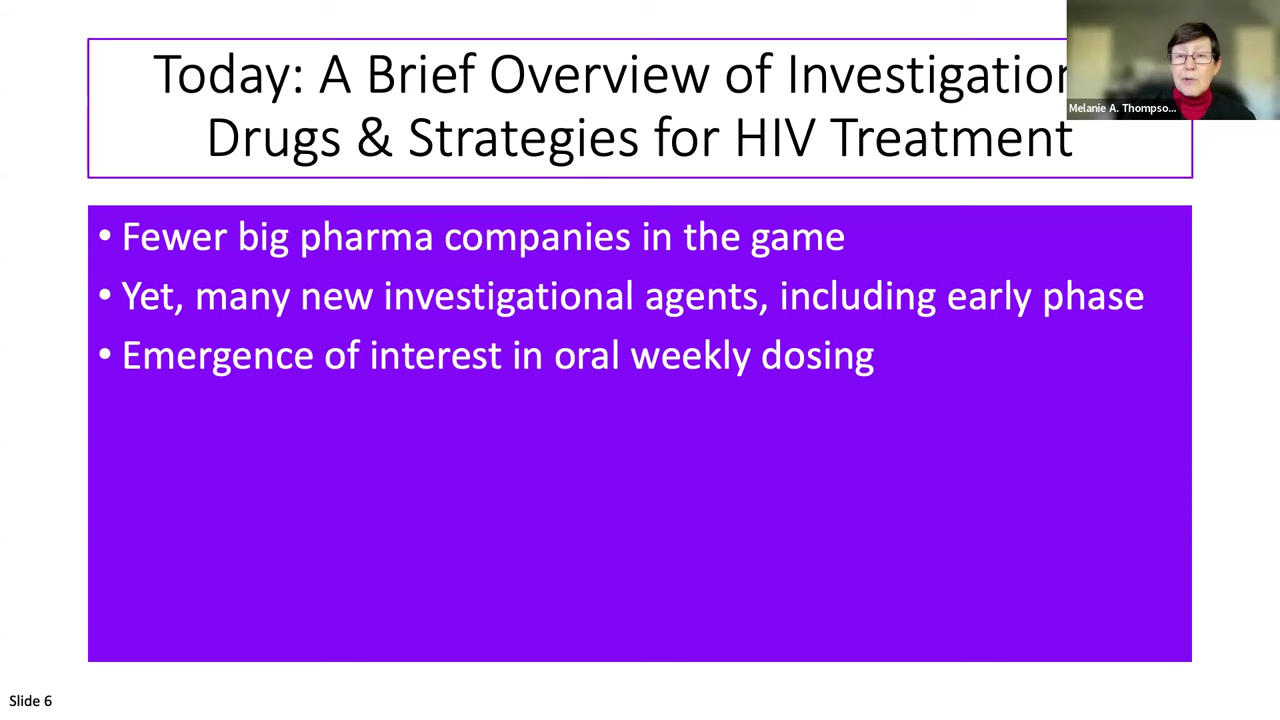 Today: A Brief Overview of Investigation
Drugs & Strategies for HIV Treatment
Melanie A. Thompso...
• Fewer big pharma companies in the game
• Yet, many new investigational agents, including early phase
• Emergence of interest in oral weekly dosing
Slide 6